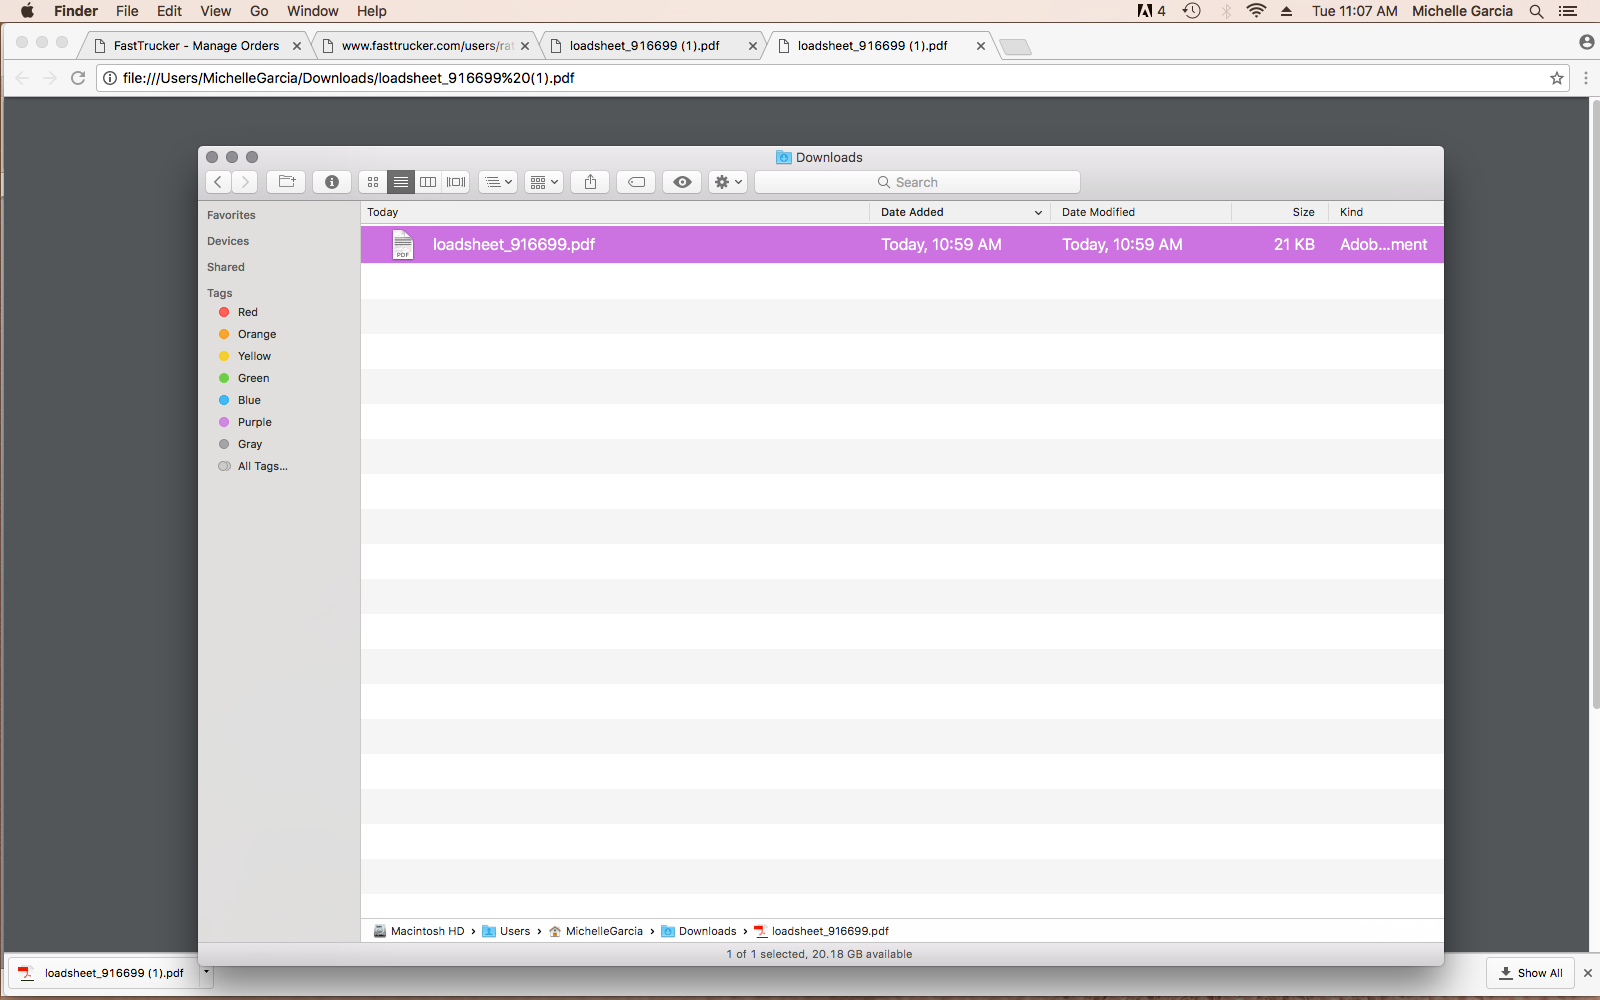 Finder File Edit View Go Window Help 4 Tue 11:07 AM Michelle Garcia
FastTrucker - Manage Orders www.fasttrucker.com/users/rat loadsheet_916699 (1).pdf loadsheet_916699 (1).pdf
file:///Users/MichelleGarcia/Downloads/loadsheet_916699%20(1).pdf
Downloads
Search
Favorites
Devices
Shared
Tags
Red
Orange
Yellow
Green
Blue
Purple
Gray
All Tags...
Today Date Added Date Modified Size Kind
PDF loadsheet_916699.pdf Today, 10:59 AM Today, 10:59 AM 21 KB Adob...ment
Macintosh HD › Users › MichelleGarcia › Downloads › loadsheet_916699.pdf
1 of 1 selected, 20.18 GB available
loadsheet_916699 (1).pdf Show All